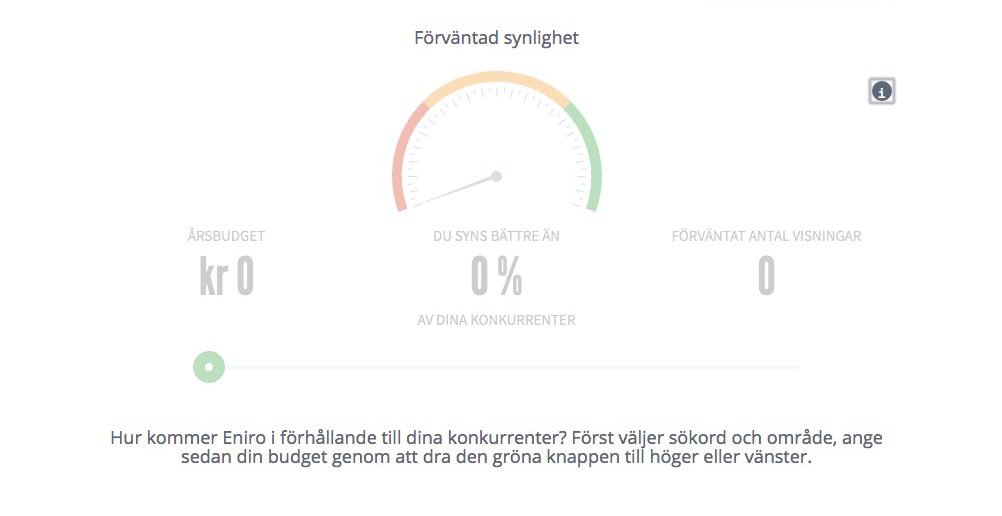 Förväntad synlighet
i
ÅRSBUDGET
kr 0
DU SYNS BÄTTRE ÄN
0 %
AV DINA KONKURRENTER
FÖRVÄNTAT ANTAL VISNINGAR
0
Hur kommer Eniro i förhållande till dina konkurrenter? Först väljer sökord och område, ange
sedan din budget genom att dra den gröna knappen till höger eller vänster.